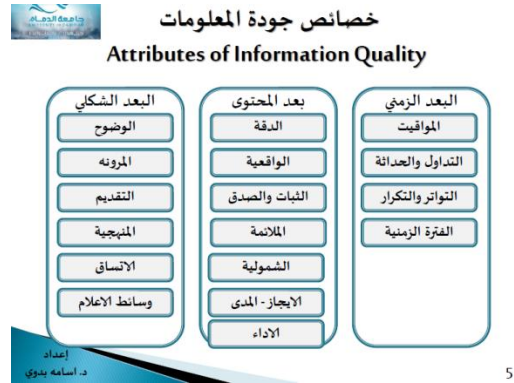 جامعة الدمام
خصائص جودة المعلومات
Attributes of Information Quality
البعد الزمني
المواقيت
التداول والحداثة
التواتر والتكرار
الفترة الزمنية
بعد المحتوى
الدقة
الواقعية
الثبات والصدق
الملائمة
الشمولية
الايجاز - المدى
الاداء
البعد الشكلي
الوضوح
المرونه
التقديم
المنهجية
الاتساق
وسائط الاعلام
إعداد
د. اسامه بدوي
5